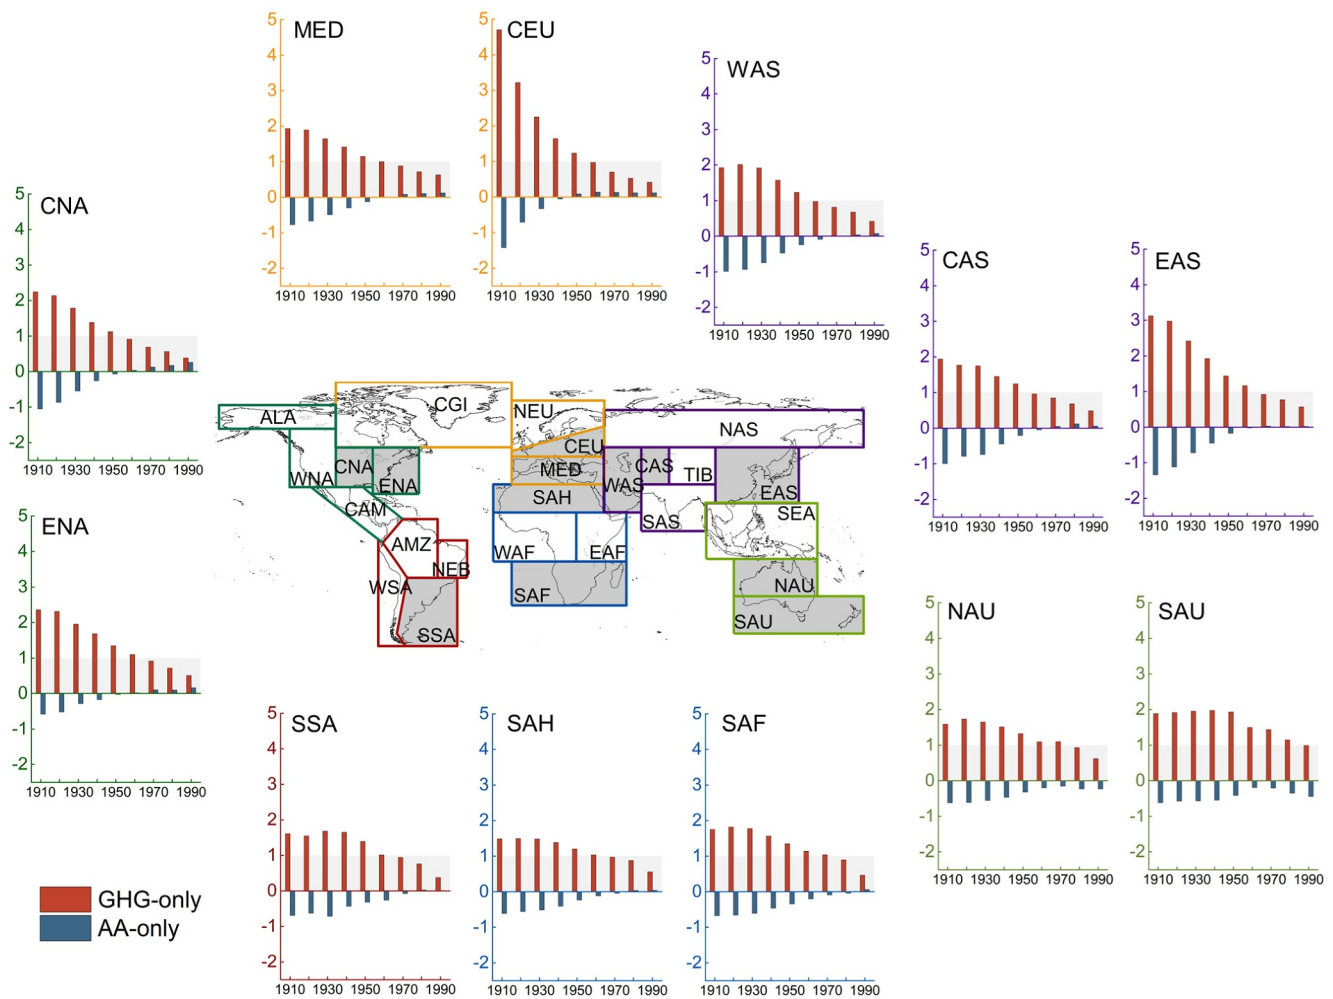 MED
5
4
3
2
1
0
-1
-2
1910 1930 1950 1970 1990
CEU
5
4
3
2
1
0
-1
-2
1910 1930 1950 1970 1990
WAS
5
4
3
2
1
0
-1
-2
1910 1930 1950 1970 1990
CNA
5
4
3
2
1
0
-1
-2
1910 1930 1950 1970 1990
CAS
5
4
3
2
1
0
-1
-2
1910 1930 1950 1970 1990
EAS
5
4
3
2
1
0
-1
-2
1910 1930 1950 1970 1990
ALA
CGI
NEU
NAS
CEU
WNA
CNA
ENA
MED
WAS
CAS
TIB
EAS
CAM
SAH
SAS
SEA
AMZ
NEB
WAF
EAF
WSA
SAF
NAU
SSA
SAU
ENA
5
4
3
2
1
0
-1
-2
1910 1930 1950 1970 1990
NAU
5
4
3
2
1
0
-1
-2
1910 1930 1950 1970 1990
SAU
5
4
3
2
1
0
-1
-2
1910 1930 1950 1970 1990
SSA
5
4
3
2
1
0
-1
-2
1910 1930 1950 1970 1990
SAH
5
4
3
2
1
0
-1
-2
1910 1930 1950 1970 1990
SAF
5
4
3
2
1
0
-1
-2
1910 1930 1950 1970 1990
GHG-only
AA-only